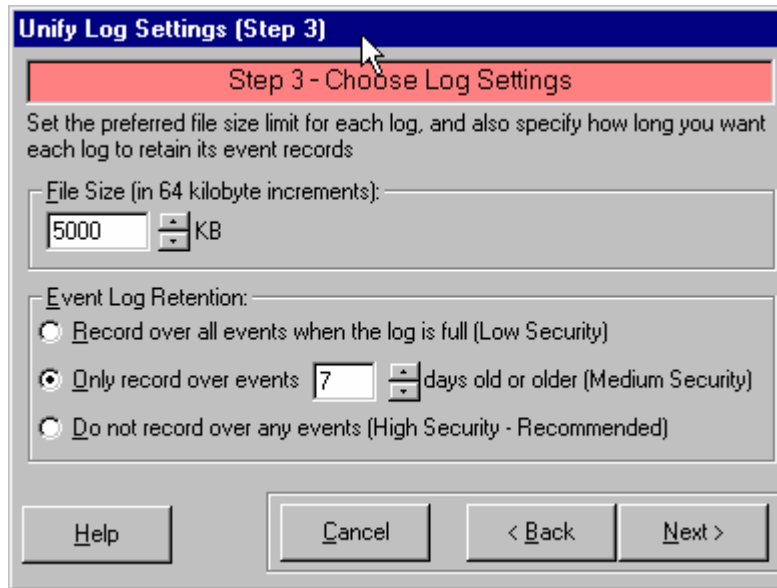 Unify Log Settings (Step 3)
Step 3 - Choose Log Settings
Set the preferred file size limit for each log, and also specify how long you want
each log to retain its event records
File Size (in 64 kilobyte increments):
5000 KB
Event Log Retention:
Record over all events when the log is full (Low Security)
Only record over events 7 days old or older (Medium Security)
Do not record over any events (High Security - Recommended)
Help Cancel < Back Next >